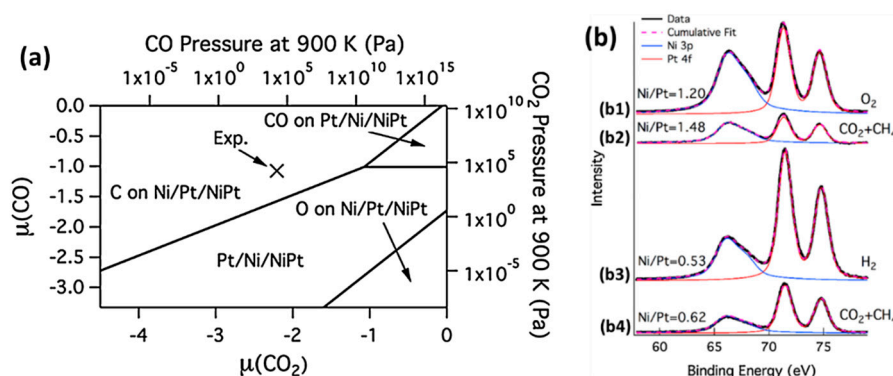 (a)
CO Pressure at 900 K (Pa)
1x10⁻⁵ 1x10⁰ 1x10⁵ 1x10¹⁰ 1x10¹⁵
0.0
-0.5
-1.0
-1.5
-2.0
-2.5
-3.0
μ(CO)
CO on Pt/Ni/NiPt
Exp.
C on Ni/Pt/NiPt
O on Ni/Pt/NiPt
Pt/Ni/NiPt
-4 -3 -2 -1 0
μ(CO₂)
1x10¹⁰
1x10⁵
1x10⁰
1x10⁻⁵
CO₂ Pressure at 900 K (Pa)
(b)
Data
Cumulative Fit
Ni 3p
Pt 4f
Ni/Pt=1.20
(b1)
O₂
Ni/Pt=1.48
(b2)
CO₂+CH
Ni/Pt=0.53
(b3)
H₂
Ni/Pt=0.62
(b4)
CO₂+CH
Intensity
60 65 70 75
Binding Energy (eV)